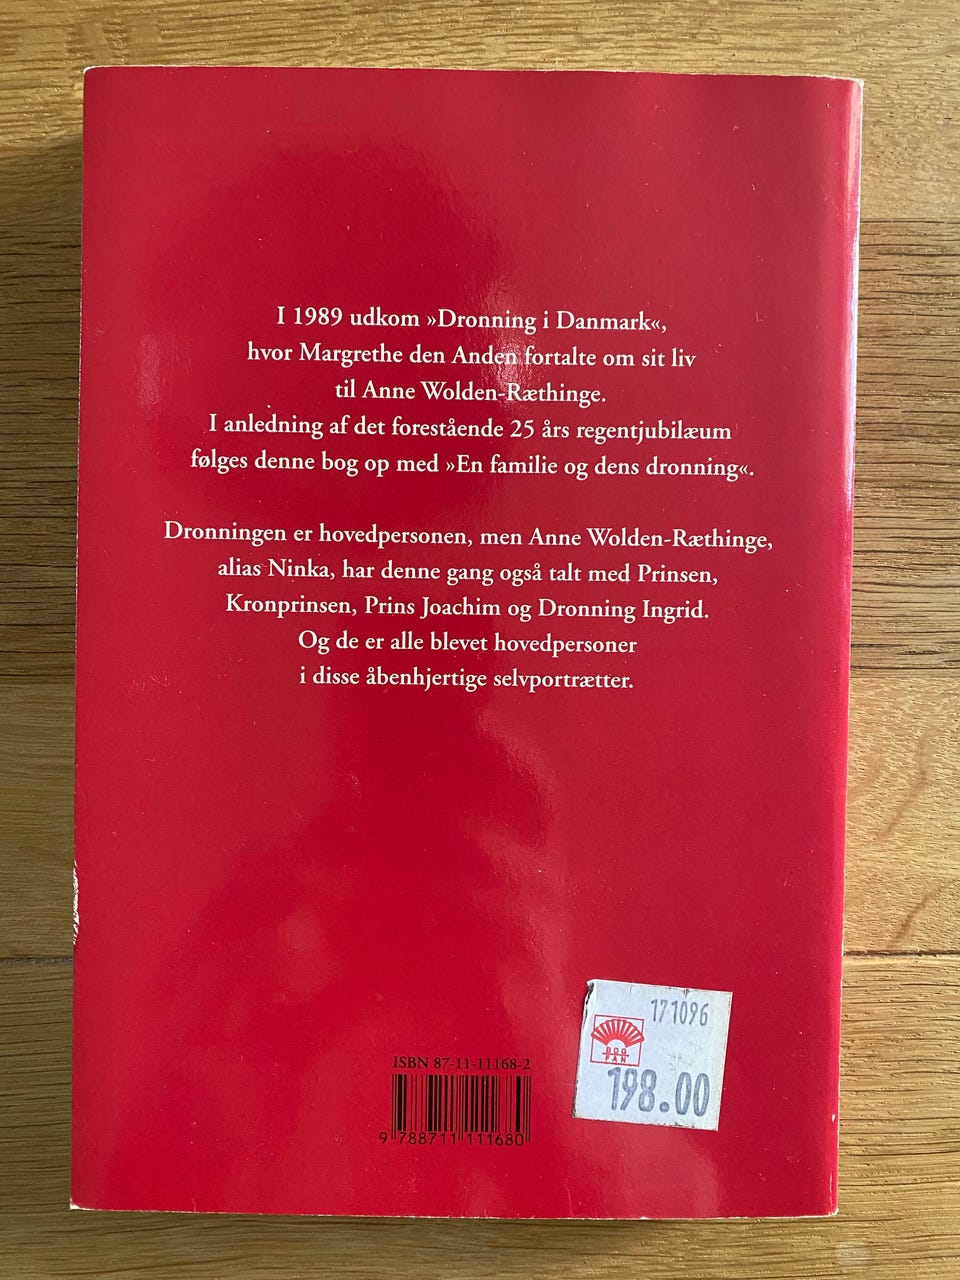 I 1989 udkom »Dronning i Danmark«,
hvor Margrethe den Anden fortalte om sit liv
til Anne Wolden-Ræthinge.
I anledning af det forestående 25 års regentjubilæum
følges denne bog op med »En familie og dens dronning«.
Dronningen er hovedpersonen, men Anne Wolden-Ræthinge,
alias Ninka, har denne gang også talt med Prinsen,
Kronprinsen, Prins Joachim og Dronning Ingrid.
Og de er alle blevet hovedpersoner
i disse åbenhjertige selvportrætter.
171096
BOG
FAN
198.00
ISBN 87-11-11168-2
9 788711 111680